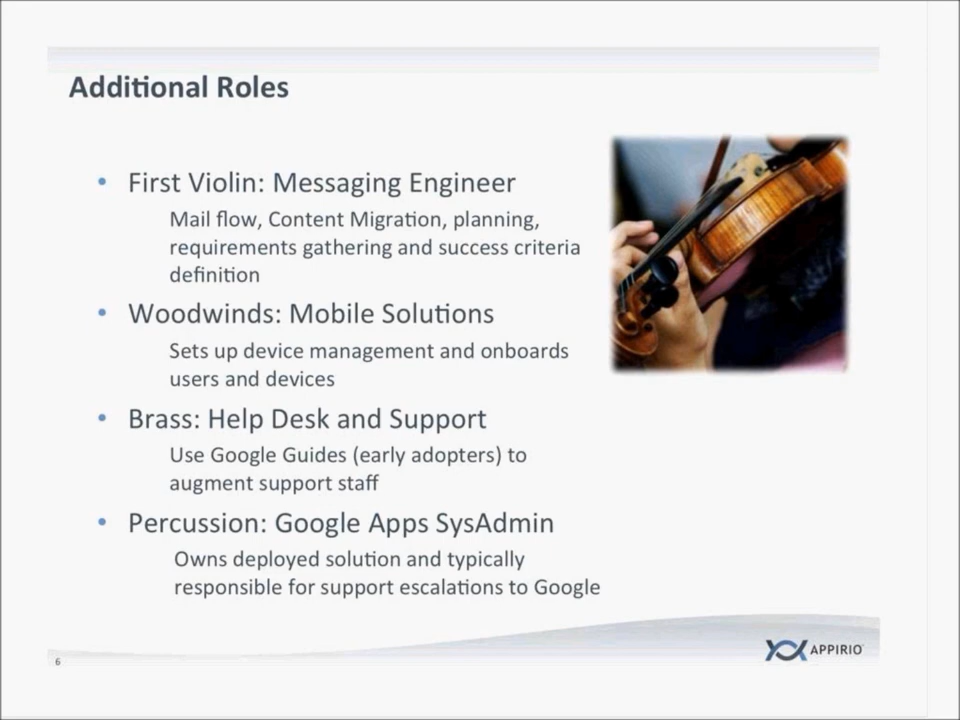 Additional Roles
• First Violin: Messaging Engineer
Mail flow, Content Migration, planning,
requirements gathering and success criteria
definition
• Woodwinds: Mobile Solutions
Sets up device management and onboards
users and devices
• Brass: Help Desk and Support
Use Google Guides (early adopters) to
augment support staff
• Percussion: Google Apps SysAdmin
Owns deployed solution and typically
responsible for support escalations to Google
6
APPIRIO